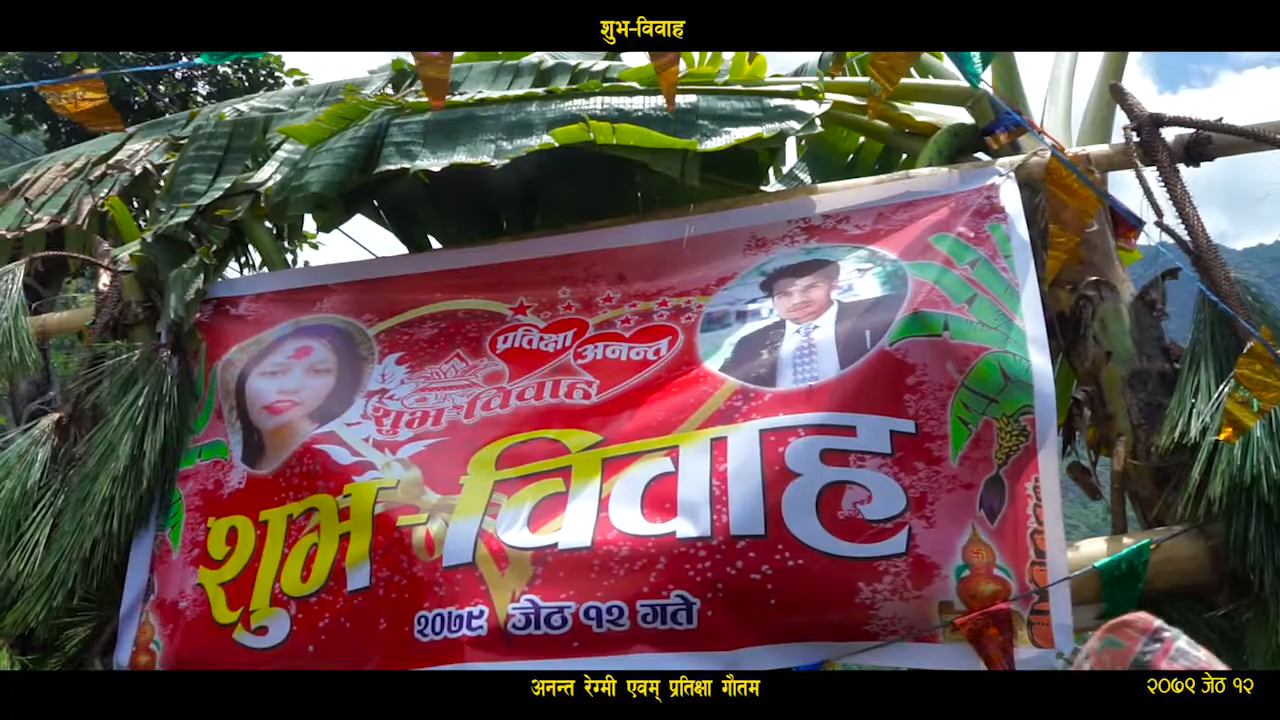 शुभ-विवाह
प्रतिक्षा अनन्त
शुभ-विवाह
शुभ-विवाह
२०७९ जेठ १२ गते
अनन्त रेग्मी एवम् प्रतिक्षा गौतम
२०७९ जेठ १२